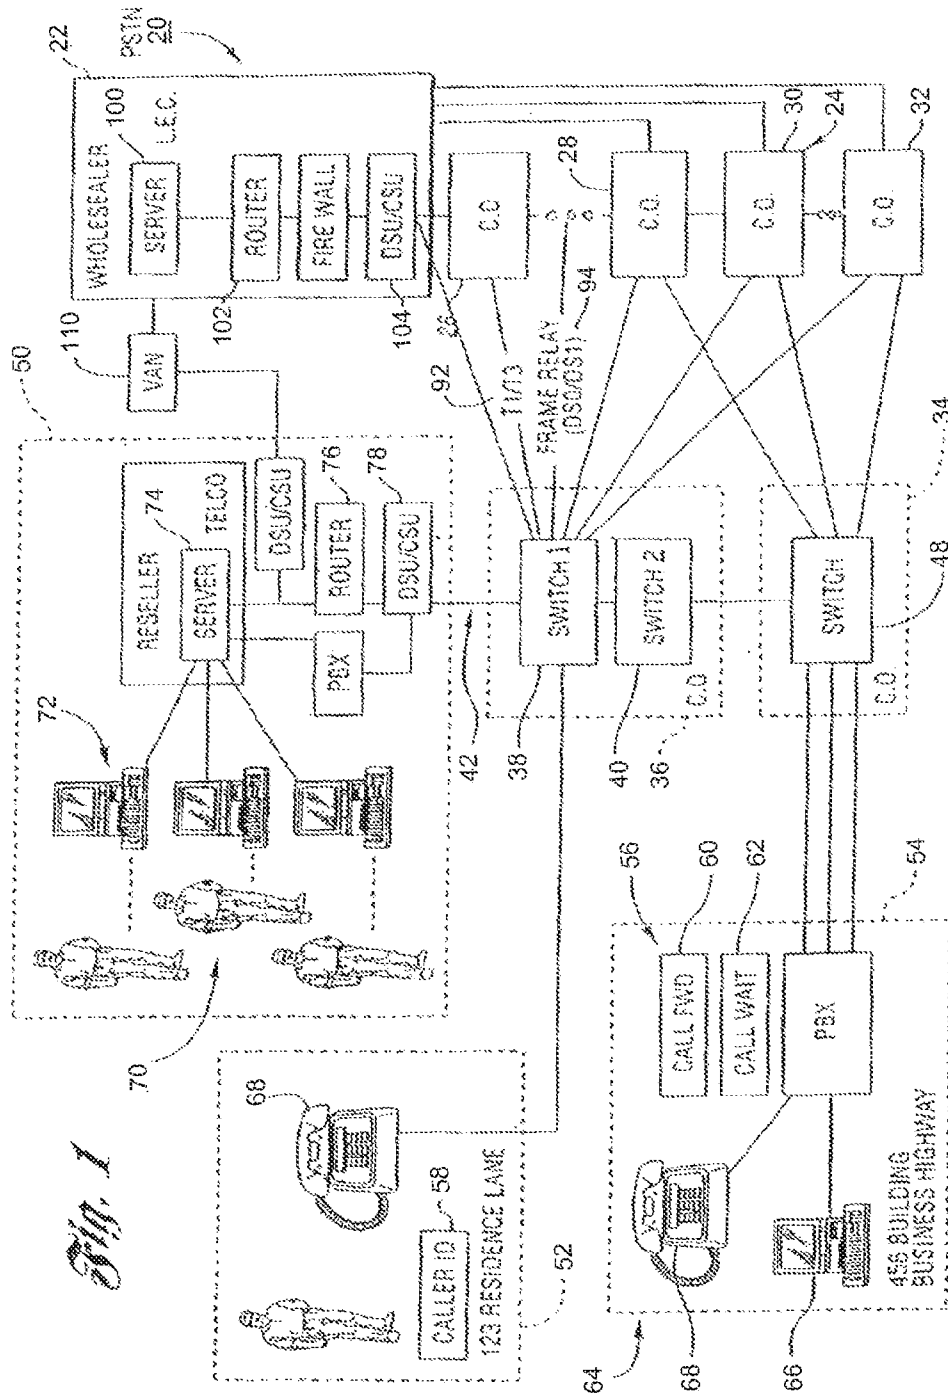 Fig. 1
PSTN
20
22
WHOLESEALER
L.E.C.
100
SERVER
102
ROUTER
FIRE WALL
104
DSU/CSU
110
VAN
50
RESELLER
TELCO
74
SERVER
DSU/CSU
76
ROUTER
78
DSU/CSU
PBX
72
70
26
C.O
28
C.O.
30
24
C.O.
32
C.O.
92
T1/T3
FRAME RELAY
(DS0/DS1)
94
42
38
SWITCH 1
40
SWITCH 2
36
C.O
34
SWITCH
48
C.O.
68
58
CALLER ID
123 RESIDENCE LANE
52
56
60
CALL FWD
62
CALL WAIT
54
PBX
64
68
66
456 BUILDING
BUSINESS HIGHWAY